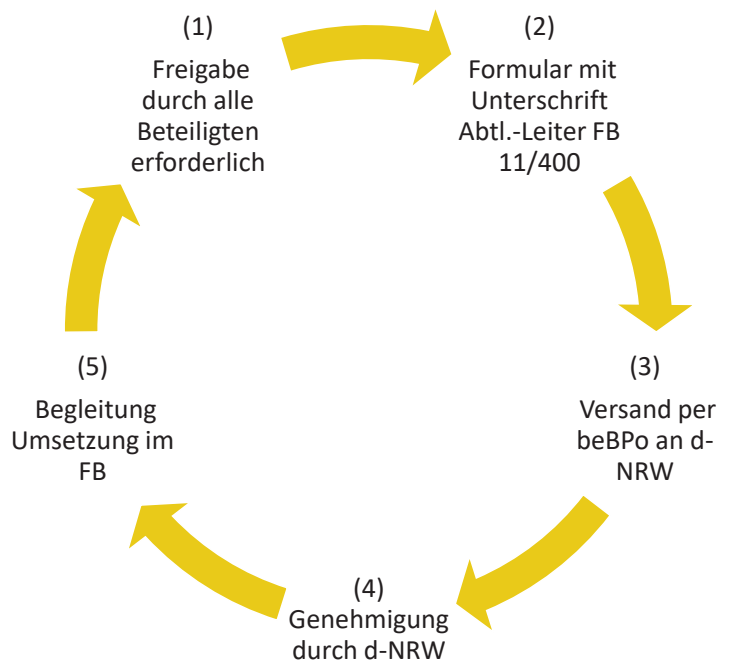 (1)
Freigabe
durch alle
Beteiligten
erforderlich
(2)
Formular mit
Unterschrift
Abtl.-Leiter FB
11/400
(3)
Versand per
beBPo an d-
NRW
(4)
Genehmigung
durch d-NRW
(5)
Begleitung
Umsetzung im
FB